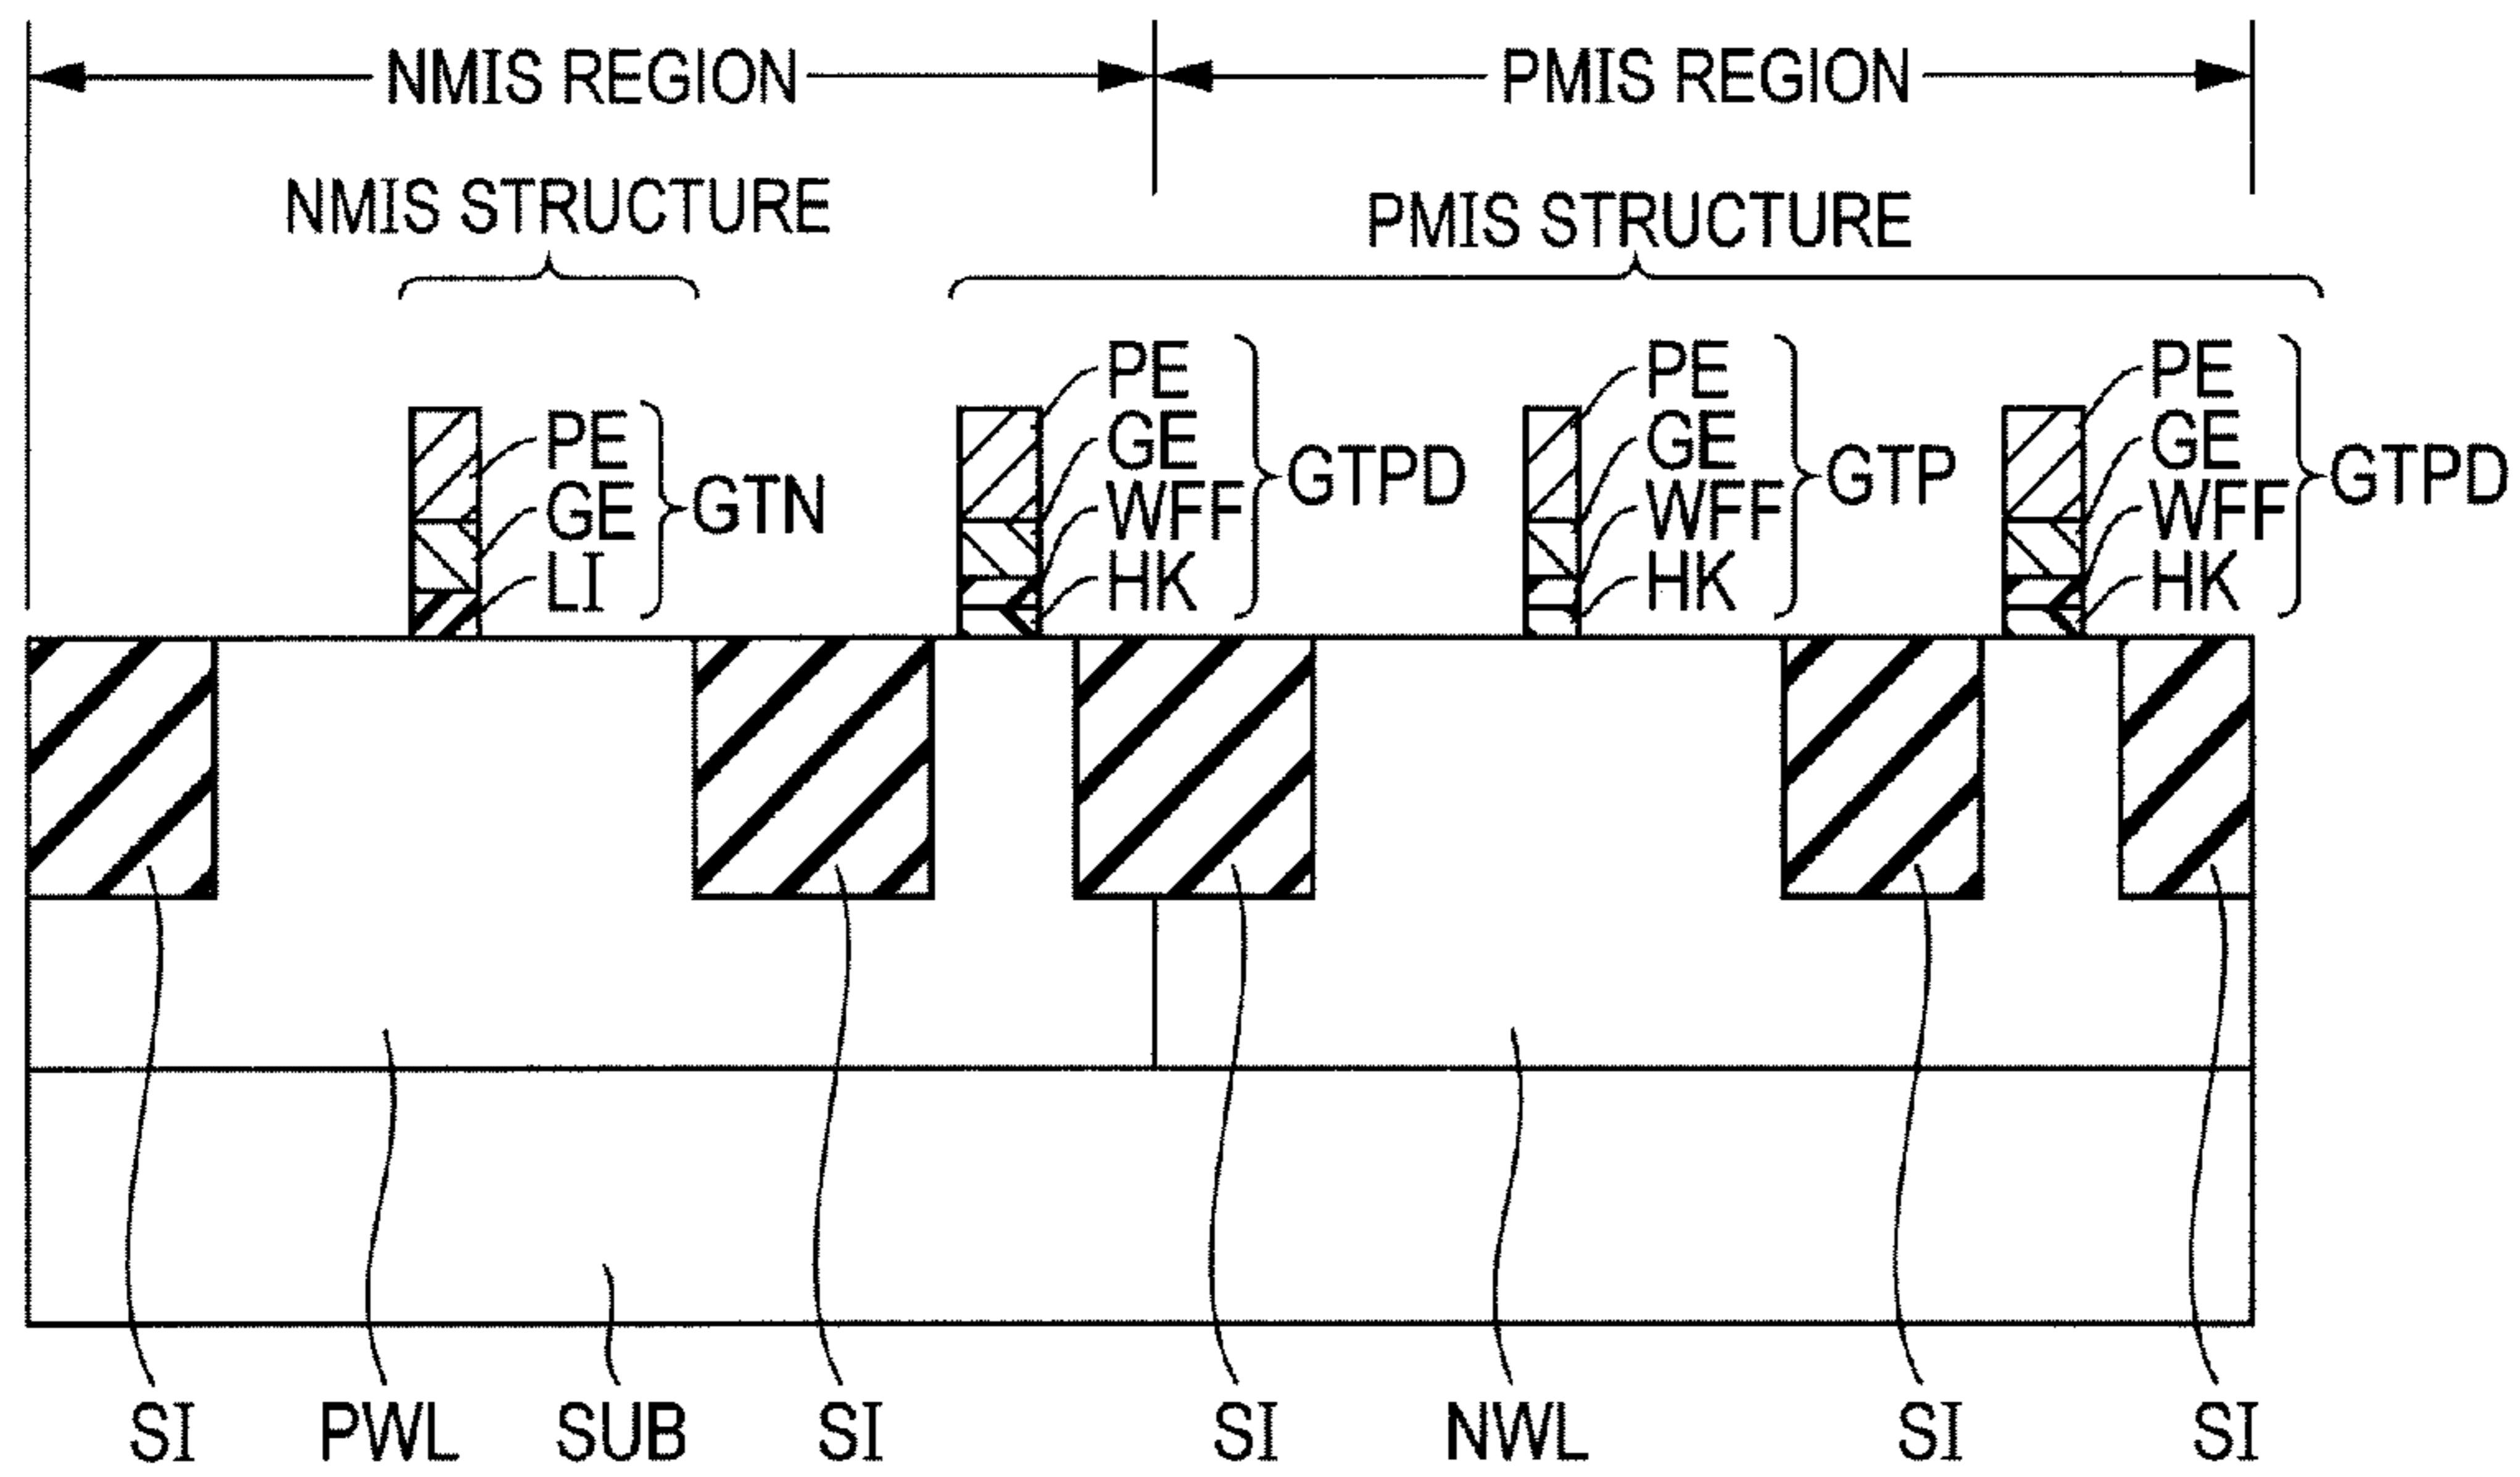 NMIS REGION
PMIS REGION
NMIS STRUCTURE
PMIS STRUCTURE
PE
GE
LI
GTN
PE
GE
WFF
HK
GTPD
PE
GE
WFF
HK
GTP
PE
GE
WFF
HK
GTPD
SI
PWL
SUB
SI
SI
NWL
SI
SI